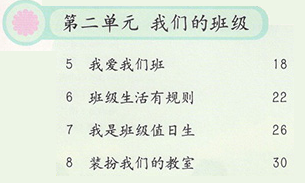 第二单元 我们的班级
5 我爱我们班 18
6 班级生活有规则 22
7 我是班级值日生 26
8 装扮我们的教室 30